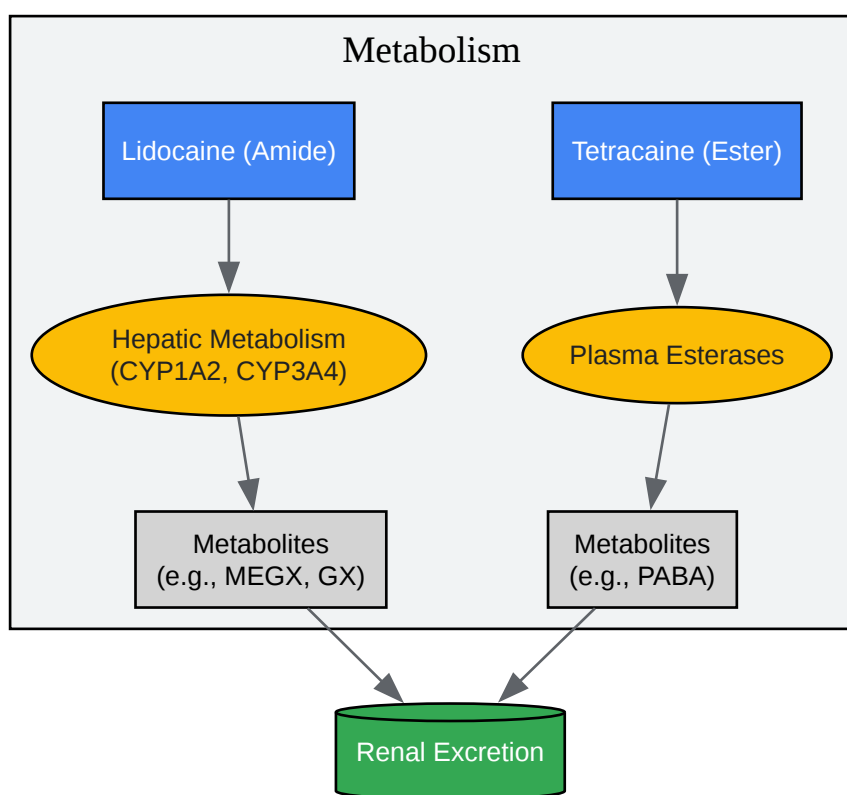 Metabolism
Lidocaine (Amide)
Tetracaine (Ester)
Hepatic Metabolism
(CYP1A2, CYP3A4)
Plasma Esterases
Metabolites
(e.g., MEGX, GX)
Metabolites
(e.g., PABA)
Renal Excretion